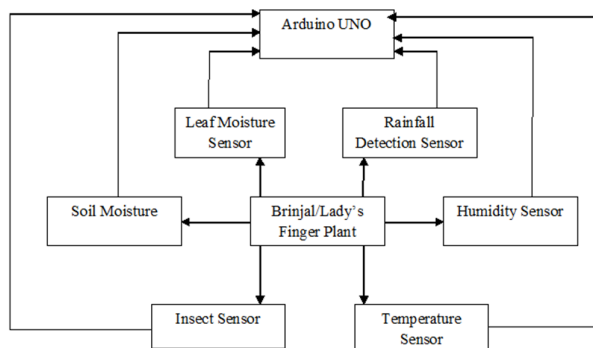 Arduino UNO
Leaf Moisture
Sensor
Rainfall
Detection Sensor
Soil Moisture
Brinjal/Lady's
Finger Plant
Humidity Sensor
Insect Sensor
Temperature
Sensor